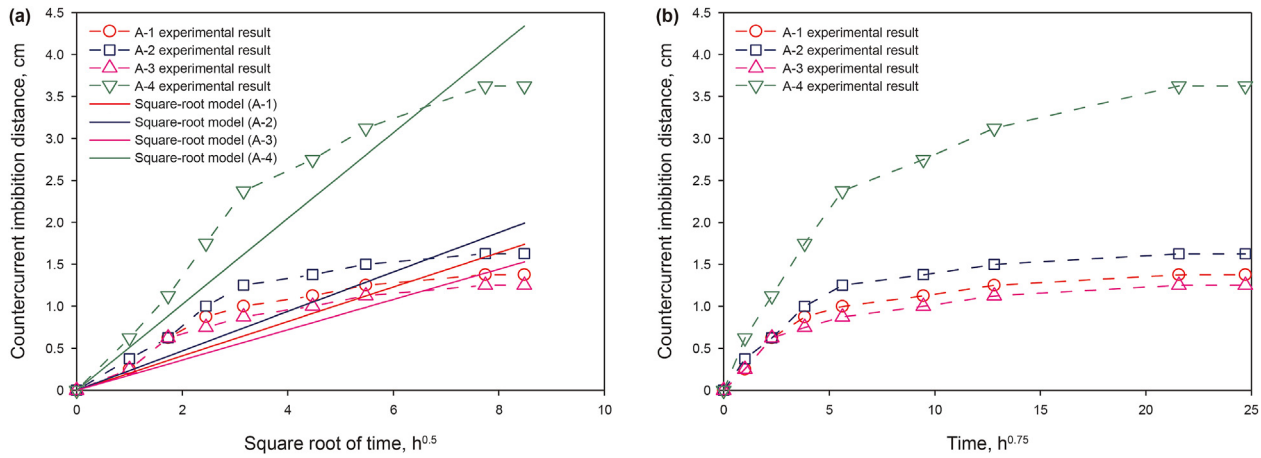 (a)
4.5
4.0
3.5
3.0
2.5
2.0
1.5
1.0
0.5
0
Countercurrent imbibition distance, cm
A-1 experimental result
A-2 experimental result
A-3 experimental result
A-4 experimental result
Square-root model (A-1)
Square-root model (A-2)
Square-root model (A-3)
Square-root model (A-4)
0 2 4 6 8 10
Square root of time, h0.5
(b)
4.5
4.0
3.5
3.0
2.5
2.0
1.5
1.0
0.5
0
Countercurrent imbibition distance, cm
A-1 experimental result
A-2 experimental result
A-3 experimental result
A-4 experimental result
0 5 10 15 20 25
Time, h0.75